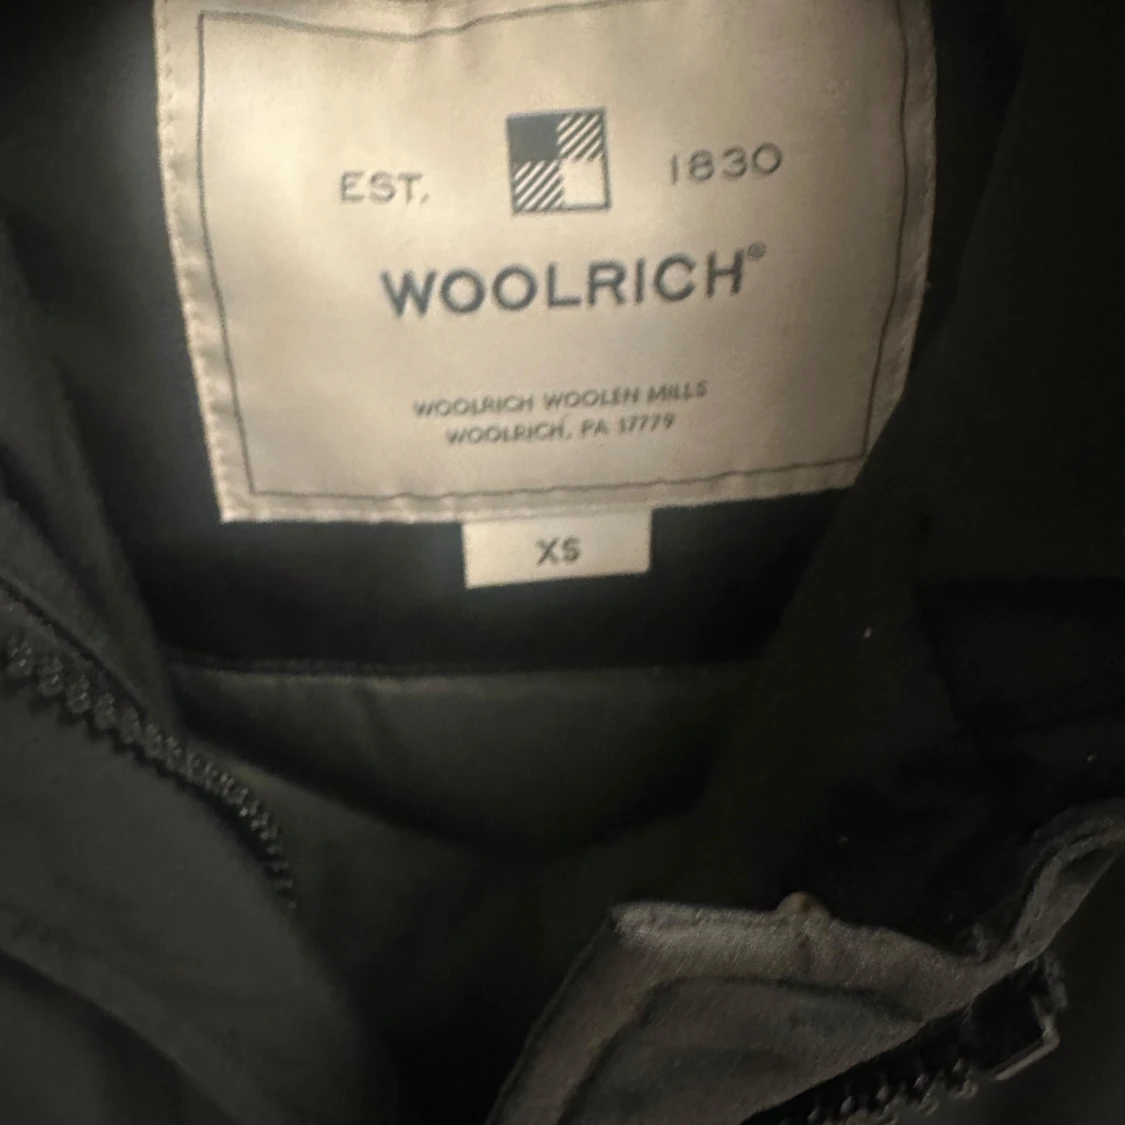 EST. 1830
WOOLRICH®
WOOLRICH WOOLEN MILLS
WOOLRICH, PA 17779
XS